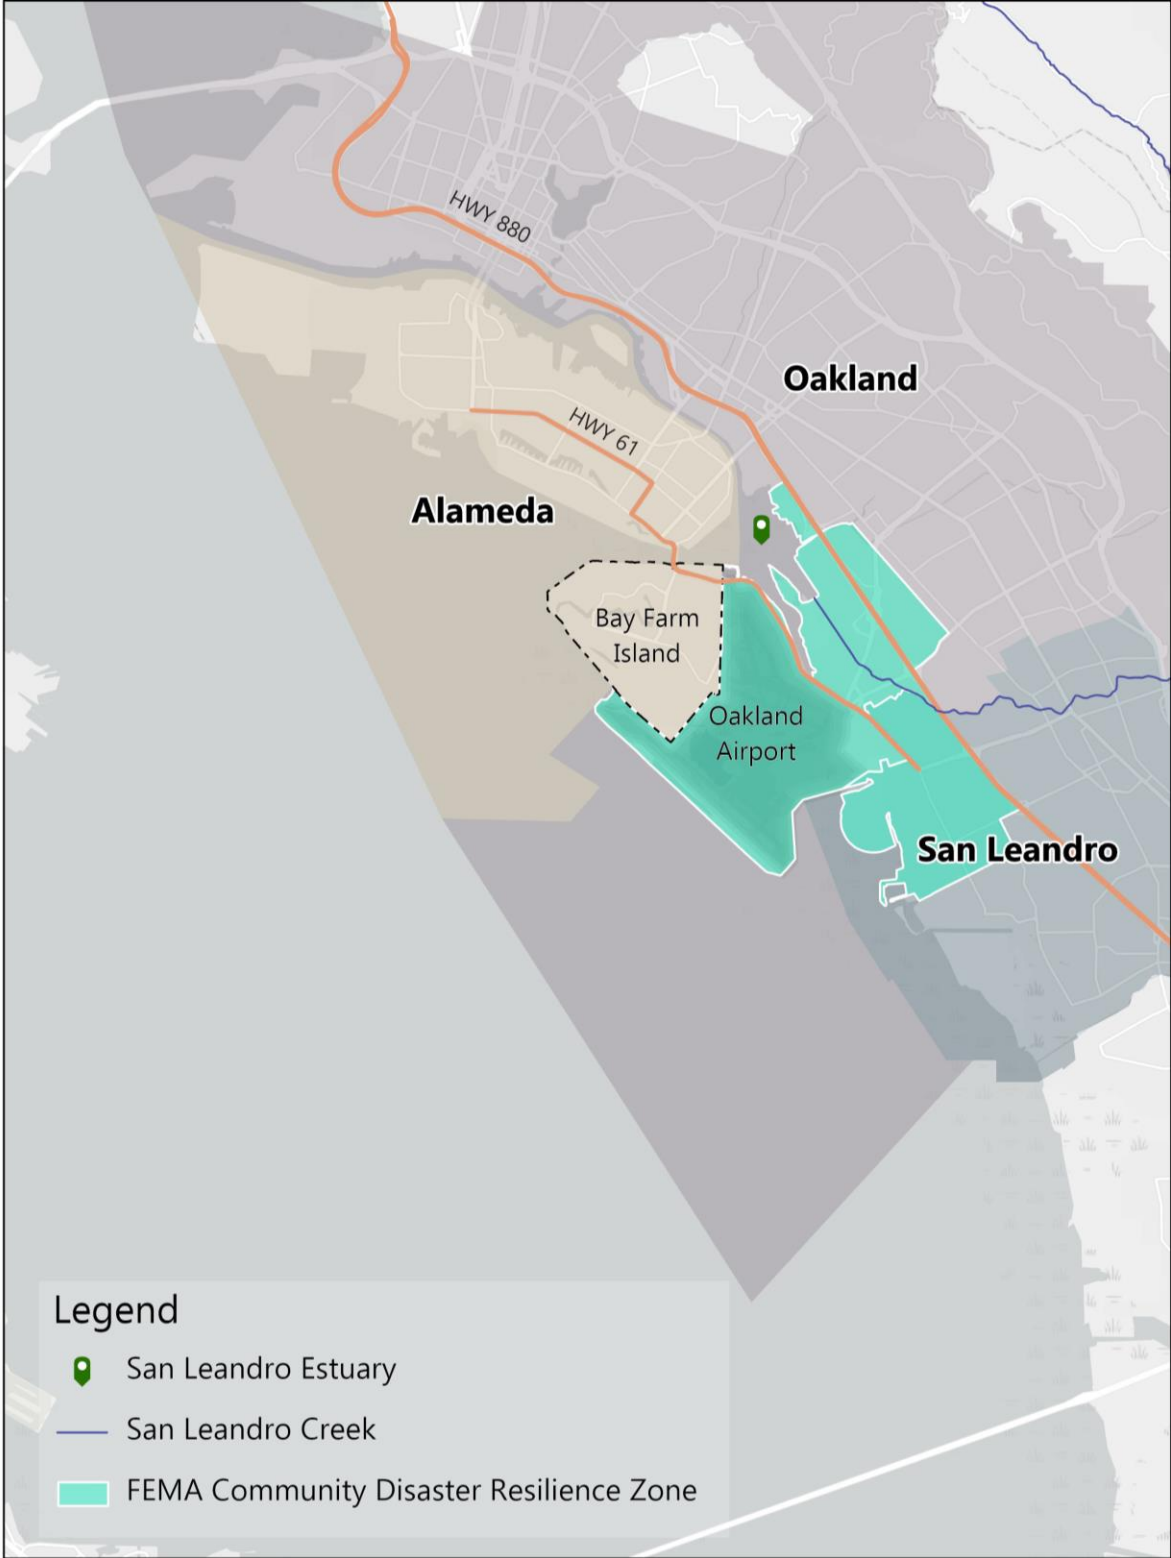 HWY 880
Oakland
HWY 61
Alameda
Bay Farm
Island
Oakland
Airport
San Leandro
Legend
San Leandro Estuary
San Leandro Creek
FEMA Community Disaster Resilience Zone